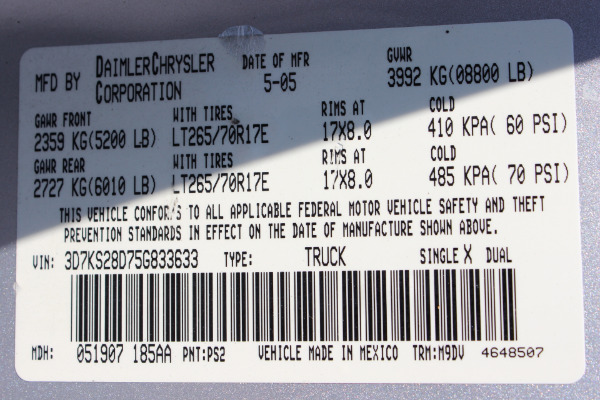 MFD BY DAIMLERCHRYSLER CORPORATION DATE OF MFR 5-05 GVWR 3992 KG(08800 LB)
GAWR FRONT WITH TIRES RIMS AT COLD
2359 KG(5200 LB) LT265/70R17E 17X8.0 410 KPA( 60 PSI)
GAWR REAR WITH TIRES RIMS AT COLD
2727 KG(6010 LB) LT265/70R17E 17X8.0 485 KPA( 70 PSI)
THIS VEHICLE CONFORMS TO ALL APPLICABLE FEDERAL MOTOR VEHICLE SAFETY AND THEFT
PREVENTION STANDARDS IN EFFECT ON THE DATE OF MANUFACTURE SHOWN ABOVE.
VIN: 3D7KS28D75G833633 TYPE: TRUCK SINGLE X DUAL
MDH: 051907 185AA PNT:PS2 VEHICLE MADE IN MEXICO TRM:M9DV 4648507